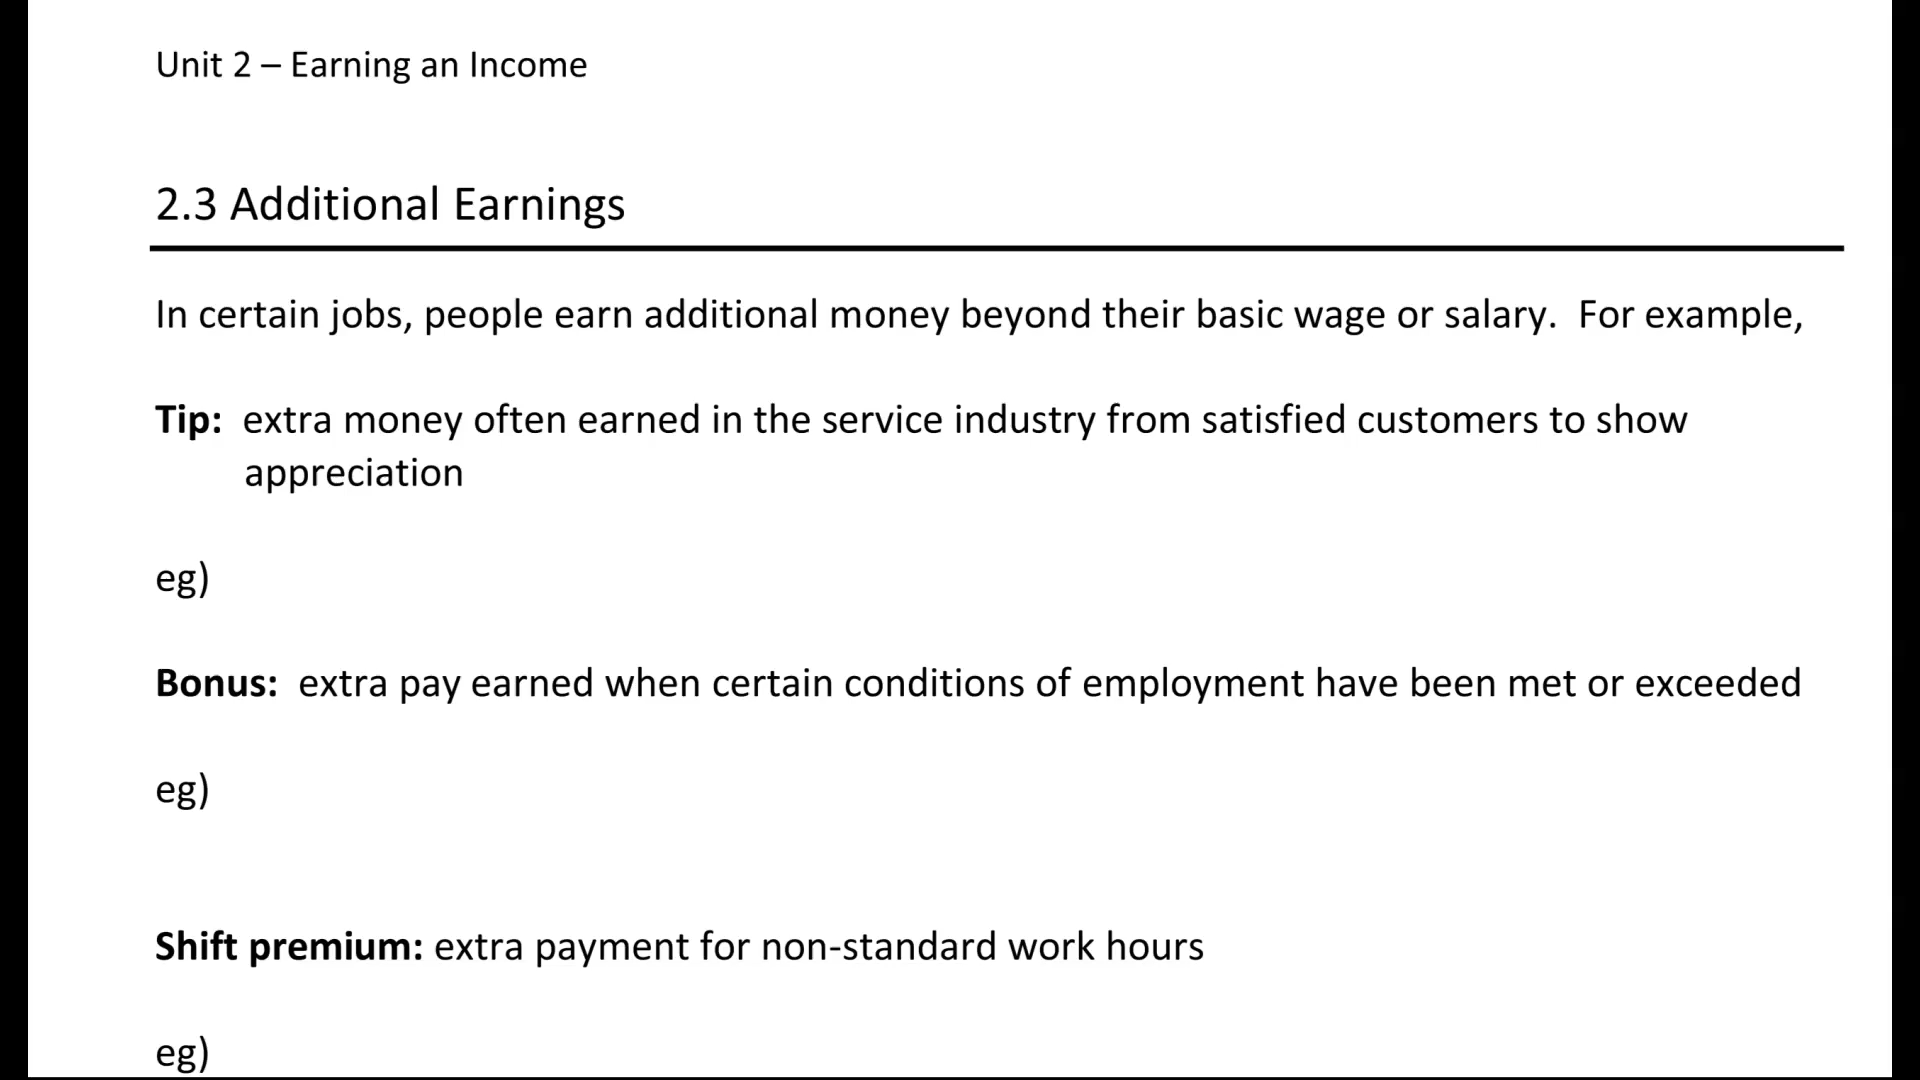 Unit 2 – Earning an Income
2.3 Additional Earnings
In certain jobs, people earn additional money beyond their basic wage or salary.  For example,
Tip:  extra money often earned in the service industry from satisfied customers to show
appreciation
eg)
Bonus:  extra pay earned when certain conditions of employment have been met or exceeded
eg)
Shift premium: extra payment for non-standard work hours
eg)